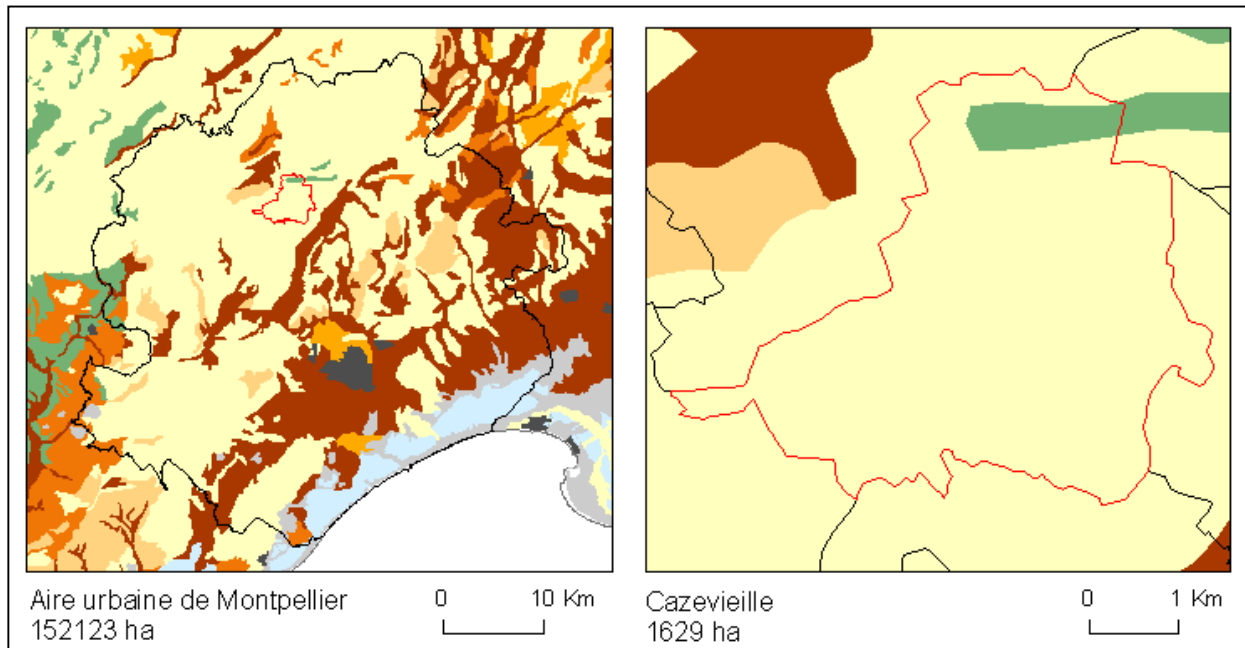 Aire urbaine de Montpellier
152123 ha
0 10 Km
Cazevieille
1629 ha
0 1 Km